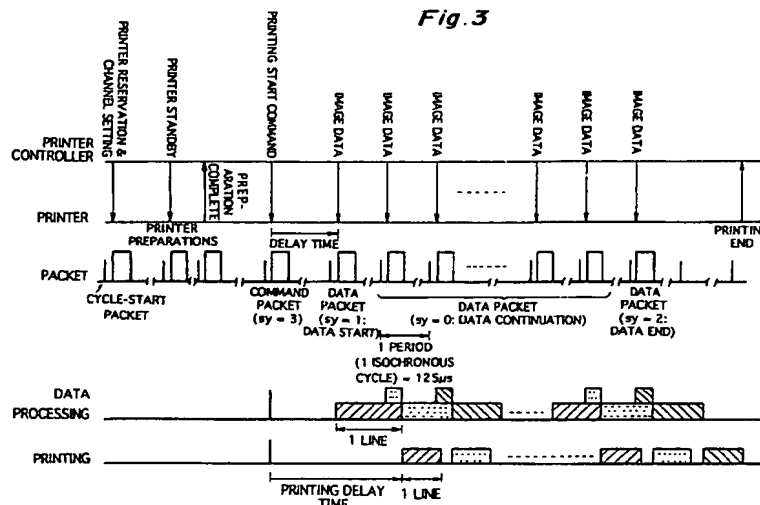 Fig.3
PRINTER RESERVATION &
CHANNEL SETTING
PRINTER STANDBY
PRINTING START COMMAND
IMAGE DATA
IMAGE DATA
IMAGE DATA
IMAGE DATA
IMAGE DATA
IMAGE DATA
PRINTER
CONTROLLER
PREP-
ARATION
COMPLETE
PRINTER
PRINTER
PREPARATIONS
DELAY TIME
PRINTING
END
PACKET
CYCLE-START
PACKET
COMMAND
PACKET
(sy = 3)
DATA
PACKET
(sy = 1:
DATA START)
DATA PACKET
(sy = 0: DATA CONTINUATION)
DATA
PACKET
(sy = 2:
DATA END)
1 PERIOD
(1 ISOCHRONOUS
CYCLE) = 125μs
DATA
PROCESSING
1 LINE
PRINTING
PRINTING DELAY
TIME
1 LINE